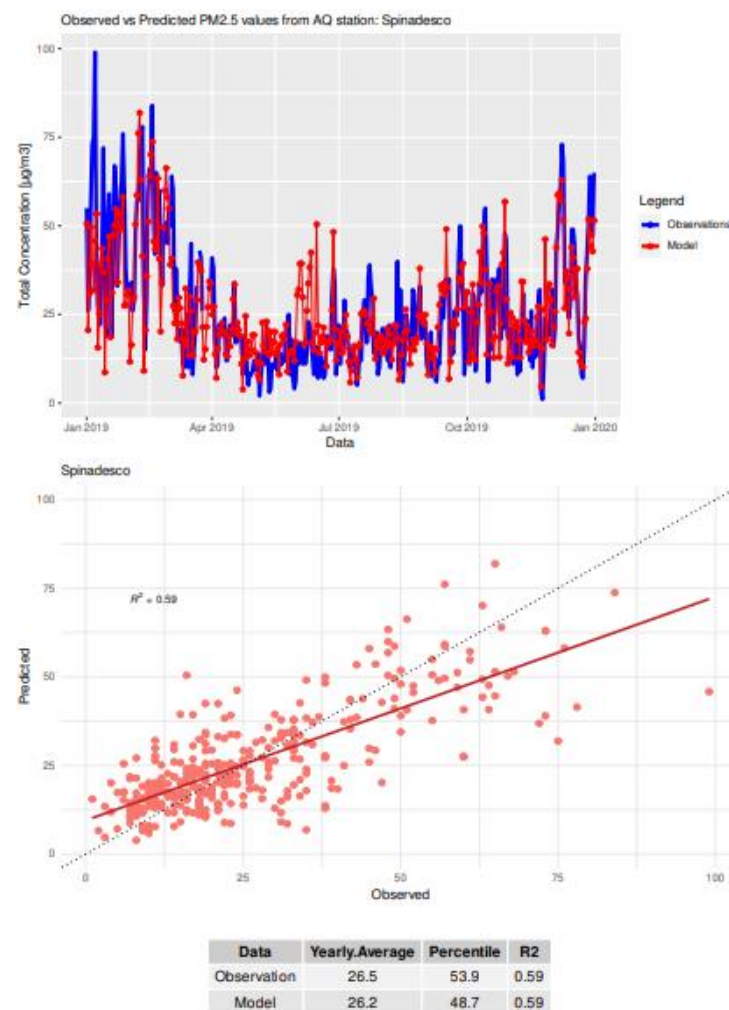 Observed vs Predicted PM2.5 values from AQ station: Spinadesco
100
75
50
25
0
Total Concentration [µg/m3]
Jan 2019 Apr 2019 Jul 2019 Oct 2019 Jan 2020
Data
Legend
Observations
Model
Spinadesco
100
75
50
25
0
Predicted
R² = 0.59
0 25 50 75 100
Observed
Data Yearly.Average Percentile R2
Observation 26.5 53.9 0.59
Model 26.2 48.7 0.59